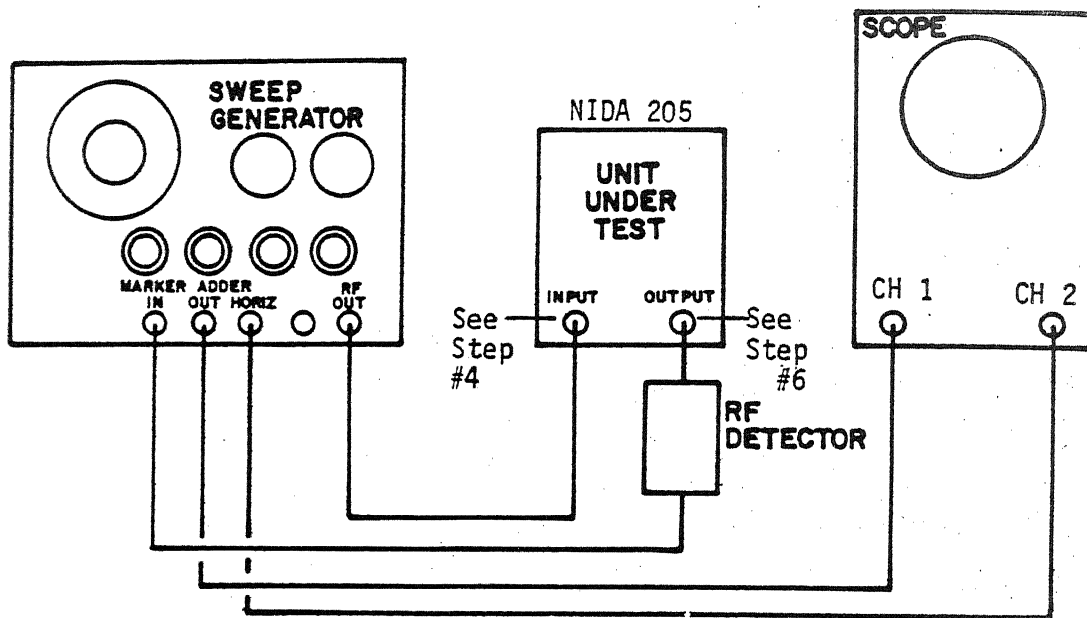 SCOPE
SWEEP
GENERATOR
NIDA 205
UNIT
UNDER
TEST
MARKER
IN
ADDER
OUT
HORIZ
RF
OUT
INPUT
OUTPUT
CH 1
CH 2
See
Step
#4
See
Step
#6
RF
DETECTOR